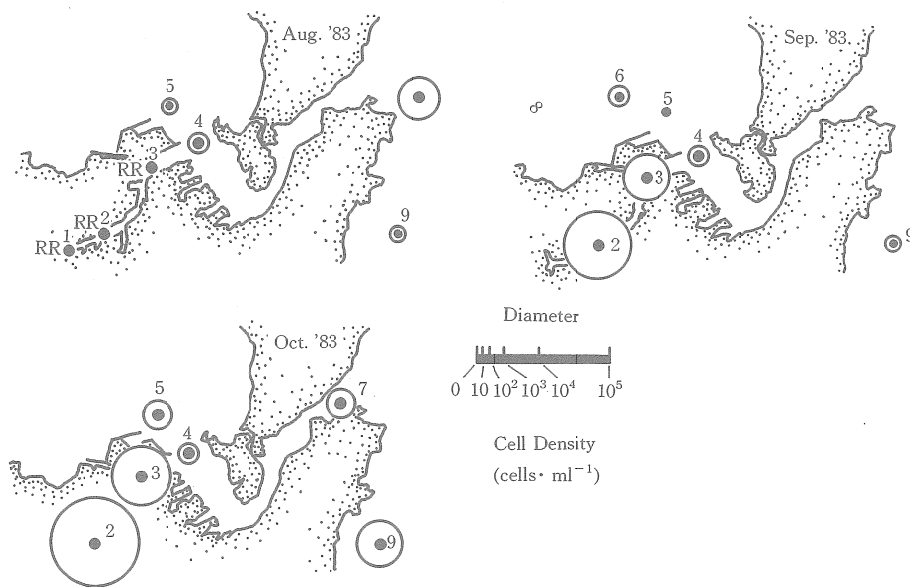 Aug. '83
5
4
3
RR
RR 2
RR 1
9
Sep. '83
6
5
4
3
2
9
Oct. '83
5
7
4
3
2
9
Diameter
0 10 10² 10³ 10⁴ 10⁵
Cell Density
(cells· ml⁻¹)